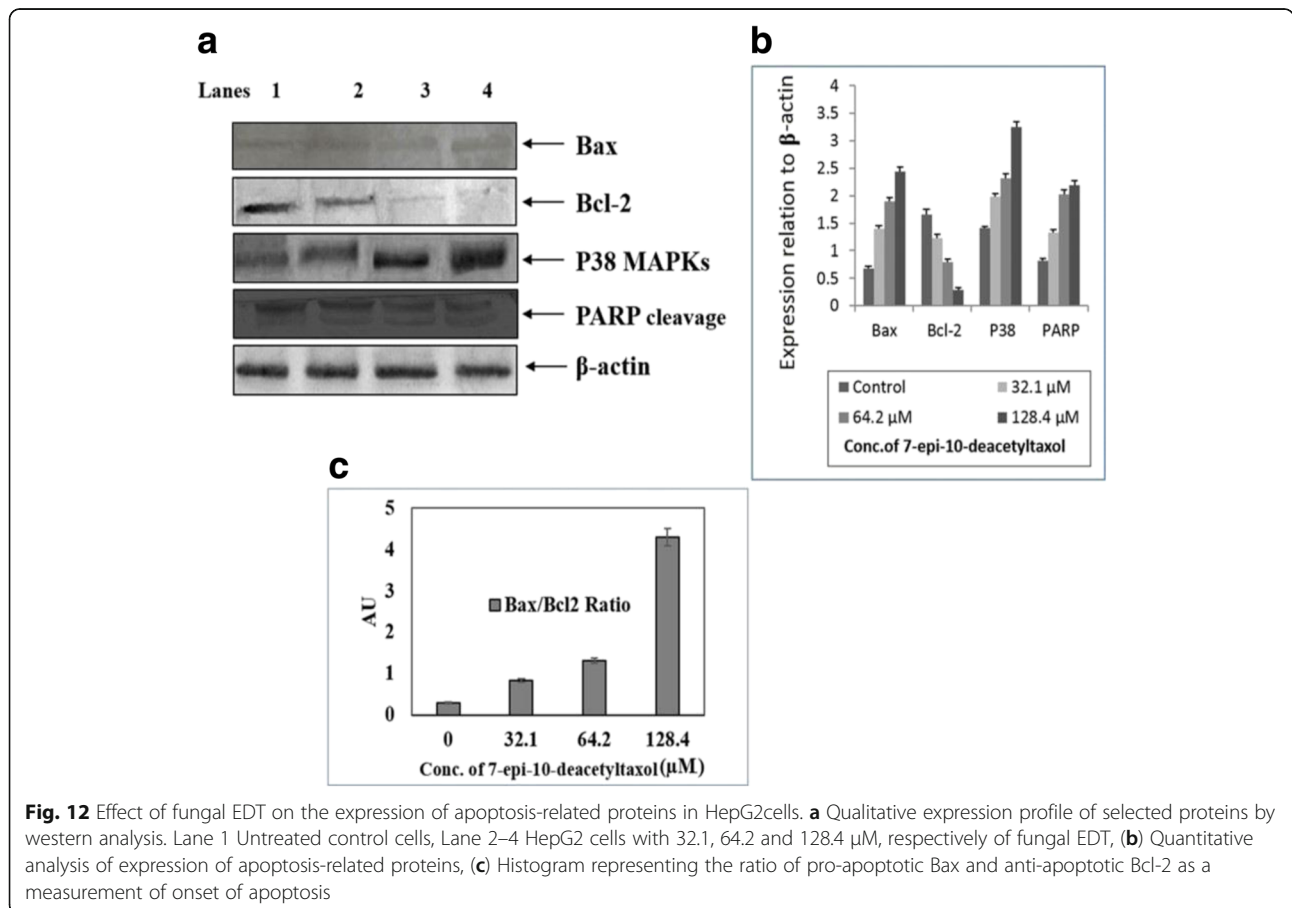 a
Lanes 1 2 3 4
Bax
Bcl-2
P38 MAPKs
PARP cleavage
β-actin
b
Expression relation to β-actin
4
3.5
3
2.5
2
1.5
1
0.5
0
Bax Bcl-2 P38 PARP
Control 32.1 μM
64.2 μM 128.4 μM
Conc.of 7-epi-10-deacetyltaxol
c
AU
5
4
3
2
1
0
Bax/Bcl2 Ratio
0 32.1 64.2 128.4
Conc. of 7-epi-10-deacetyltaxol(μM)
Fig. 12 Effect of fungal EDT on the expression of apoptosis-related proteins in HepG2cells. a Qualitative expression profile of selected proteins by
western analysis. Lane 1 Untreated control cells, Lane 2–4 HepG2 cells with 32.1, 64.2 and 128.4 μM, respectively of fungal EDT, (b) Quantitative
analysis of expression of apoptosis-related proteins, (c) Histogram representing the ratio of pro-apoptotic Bax and anti-apoptotic Bcl-2 as a
measurement of onset of apoptosis